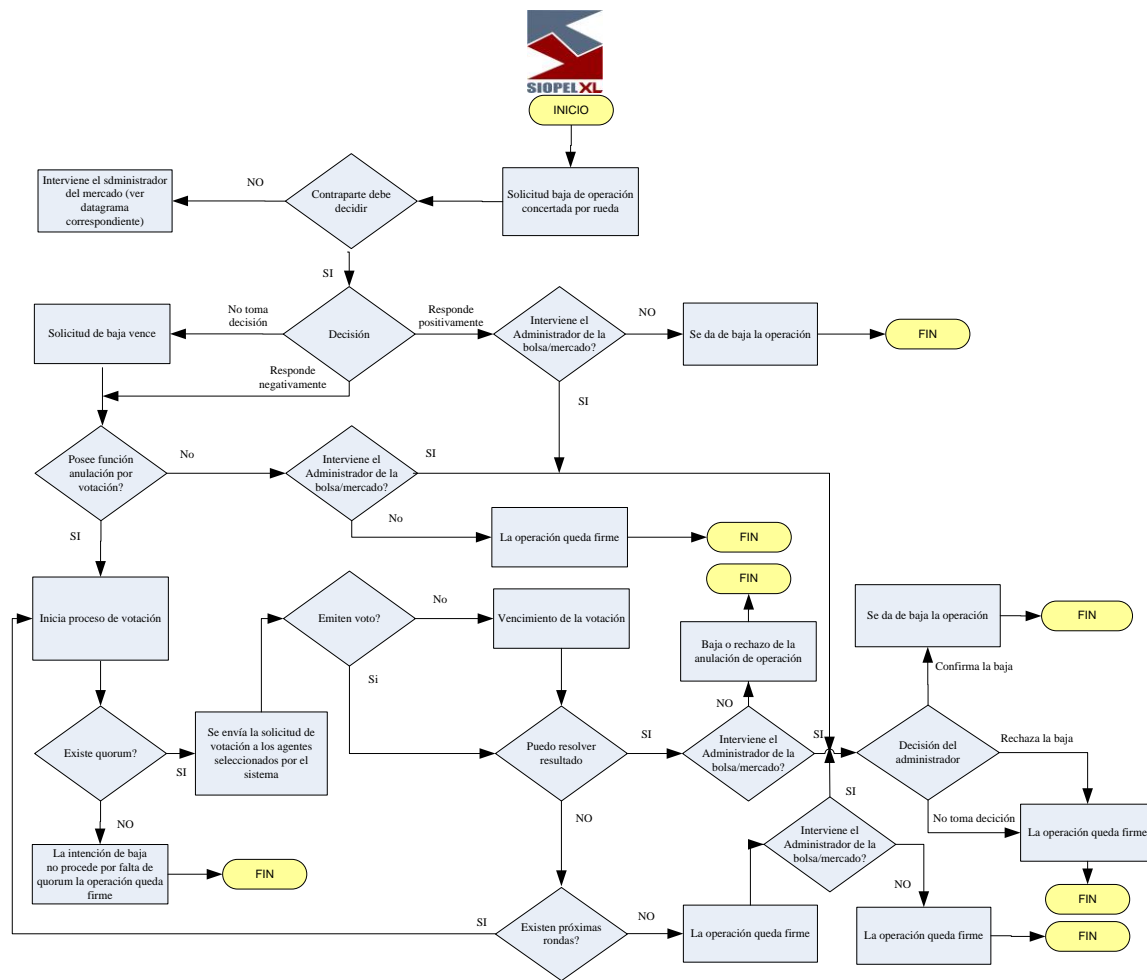 SIOPELXL
INICIO
Interviene el sdministrador
del mercado (ver
datagrama
correspondiente)
NO
Contraparte debe
decidir
Solicitud baja de operación
concertada por rueda
SI
Solicitud de baja vence
No toma
decisión
Decisión
Responde
positivamente
Interviene el
Administrador de la
bolsa/mercado?
NO
Se da de baja la operación
FIN
Responde
negativamente
SI
Posee función
anulación por
votación?
No
Interviene el
Administrador de la
bolsa/mercado?
SI
No
La operación queda firme
FIN
SI
FIN
Inicia proceso de votación
Emiten voto?
No
Vencimiento de la votación
Baja o rechazo de la
anulación de operación
Se da de baja la operación
FIN
Si
NO
Confirma la baja
Existe quorum?
SI
Se envía la solicitud de
votación a los agentes
seleccionados por el
sistema
Puedo resolver
resultado
SI
Interviene el
Administrador de la
bolsa/mercado?
SI
Decisión del
administrador
Rechaza la baja
No toma decisión
La operación queda firme
FIN
NO
La intención de baja
no procede por falta de
quorum la operación queda
firme
FIN
NO
SI
Interviene el
Administrador de la
bolsa/mercado?
NO
SI
Existen próximas
rondas?
NO
La operación queda firme
La operación queda firme
FIN